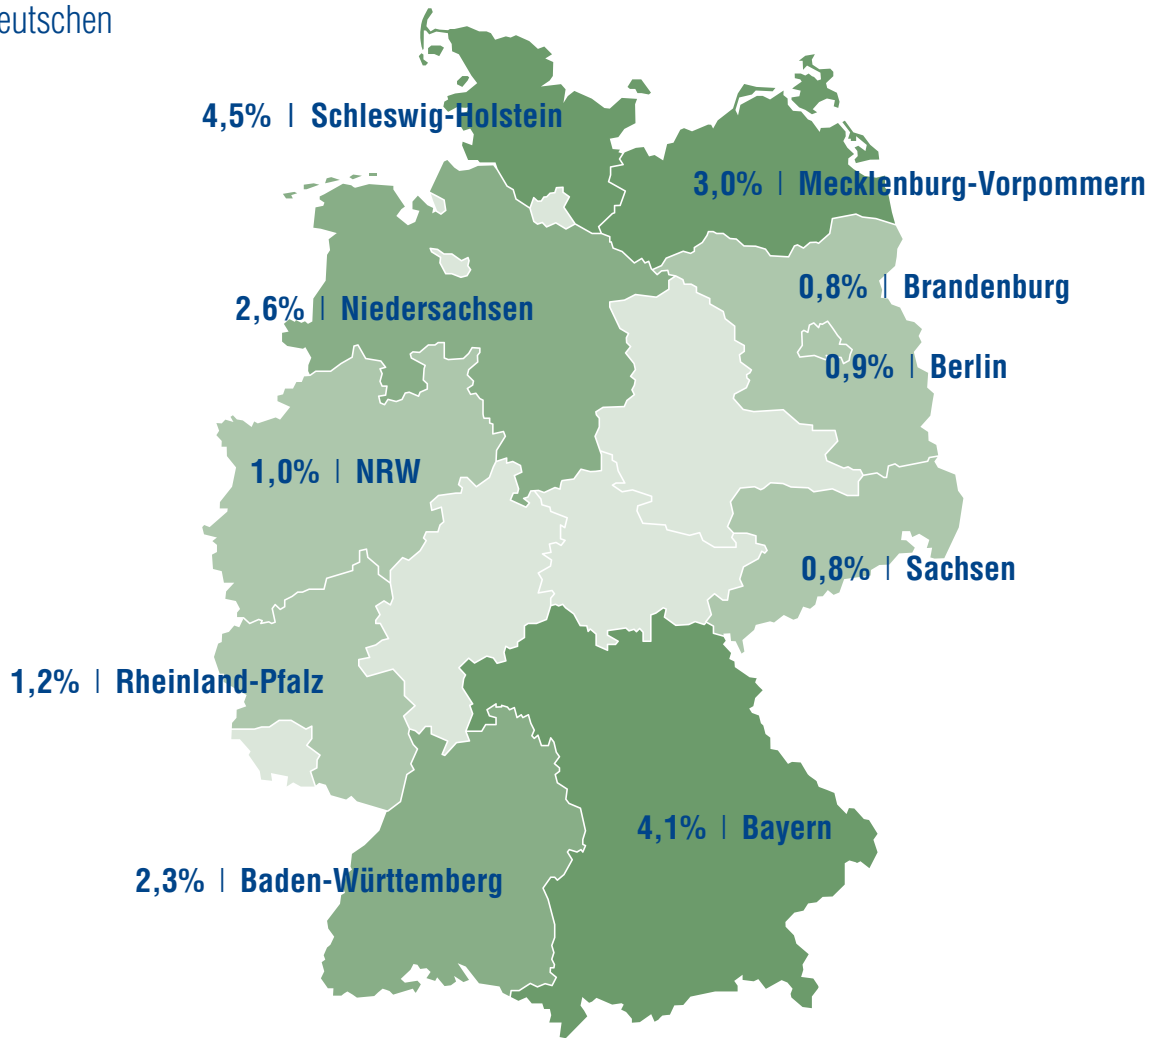 eutschen
4,5% | Schleswig-Holstein
3,0% | Mecklenburg-Vorpommern
0,8% | Brandenburg
2,6% | Niedersachsen
0,9% | Berlin
1,0% | NRW
0,8% | Sachsen
1,2% | Rheinland-Pfalz
4,1% | Bayern
2,3% | Baden-Württemberg